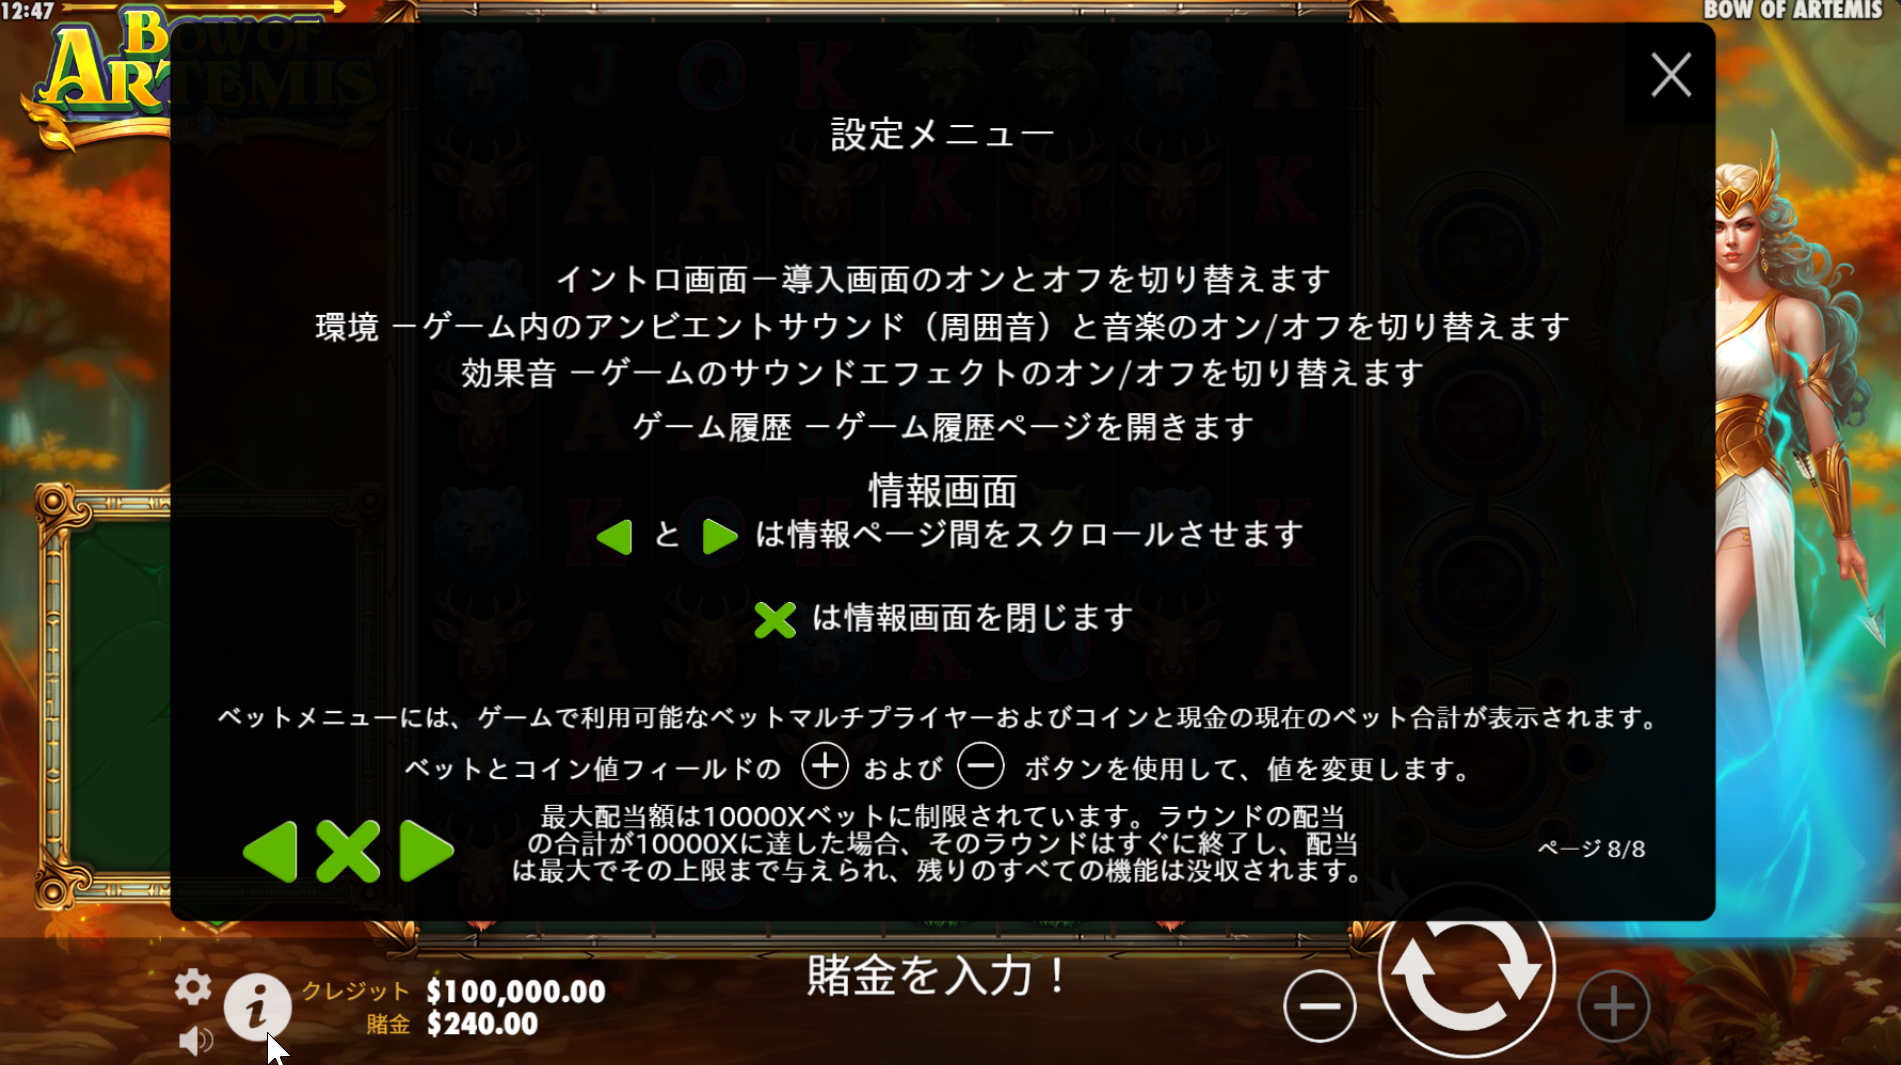 12:47
BOW OF ARTEMIS
BOW OF
ARTEMIS
設定メニュー
イントロ画面－導入画面のオンとオフを切り替えます
環境 －ゲーム内のアンビエントサウンド（周囲音）と音楽のオン/オフを切り替えます
効果音 －ゲームのサウンドエフェクトのオン/オフを切り替えます
ゲーム履歴 －ゲーム履歴ページを開きます
情報画面
と は情報ページ間をスクロールさせます
は情報画面を閉じます
ベットメニューには、ゲームで利用可能なベットマルチプライヤーおよびコインと現金の現在のベット合計が表示されます。
ベットとコイン値フィールドの および ボタンを使用して、値を変更します。
最大配当額は10000Xベットに制限されています。ラウンドの配当
の合計が10000Xに達した場合、そのラウンドはすぐに終了し、配当
は最大でその上限まで与えられ、残りのすべての機能は没収されます。
ページ 8/8
クレジット $100,000.00
賭金 $240.00
賭金を入力！